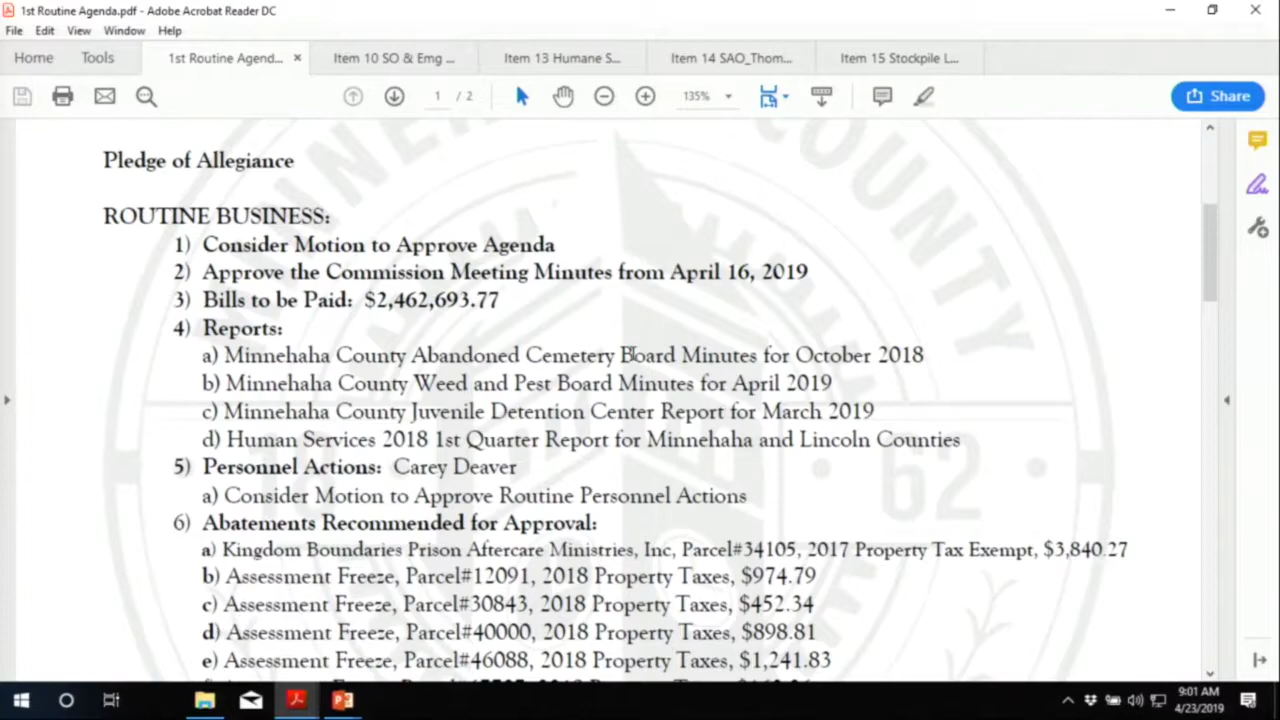 1st Routine Agenda.pdf - Adobe Acrobat Reader DC
File Edit View Window Help
Home Tools 1st Routine Agend... × Item 10 SO & Emg ... Item 13 Humane S... Item 14 SAO_Thom... Item 15 Stockpile L...
1 / 2 135% Share
Pledge of Allegiance
ROUTINE BUSINESS:
1) Consider Motion to Approve Agenda
2) Approve the Commission Meeting Minutes from April 16, 2019
3) Bills to be Paid: $2,462,693.77
4) Reports:
a) Minnehaha County Abandoned Cemetery Board Minutes for October 2018
b) Minnehaha County Weed and Pest Board Minutes for April 2019
c) Minnehaha County Juvenile Detention Center Report for March 2019
d) Human Services 2018 1st Quarter Report for Minnehaha and Lincoln Counties
5) Personnel Actions: Carey Deaver
a) Consider Motion to Approve Routine Personnel Actions
6) Abatements Recommended for Approval:
a) Kingdom Boundaries Prison Aftercare Ministries, Inc, Parcel#34105, 2017 Property Tax Exempt, $3,840.27
b) Assessment Freeze, Parcel#12091, 2018 Property Taxes, $974.79
c) Assessment Freeze, Parcel#30843, 2018 Property Taxes, $452.34
d) Assessment Freeze, Parcel#40000, 2018 Property Taxes, $898.81
e) Assessment Freeze, Parcel#46088, 2018 Property Taxes, $1,241.83
COUNTY
62
9:01 AM
4/23/2019